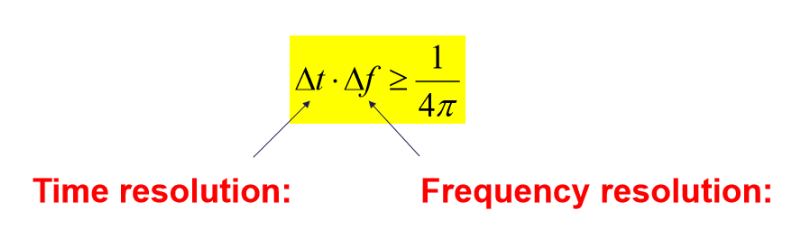 Δt · Δf ≥ 1/4π
Time resolution: Frequency resolution: